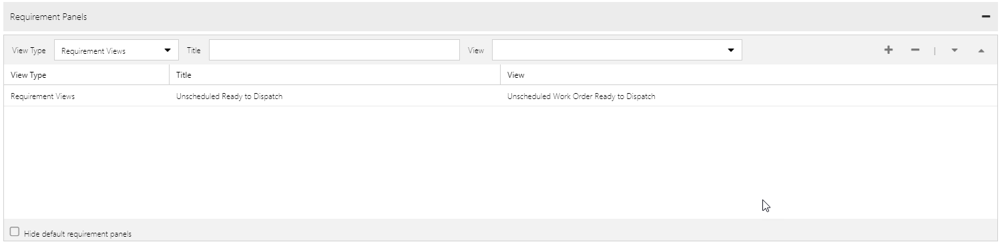 Requirement Panels
View Type Requirement Views Title View
View Type Title View
Requirement Views Unscheduled Ready to Dispatch Unscheduled Work Order Ready to Dispatch
Hide default requirement panels